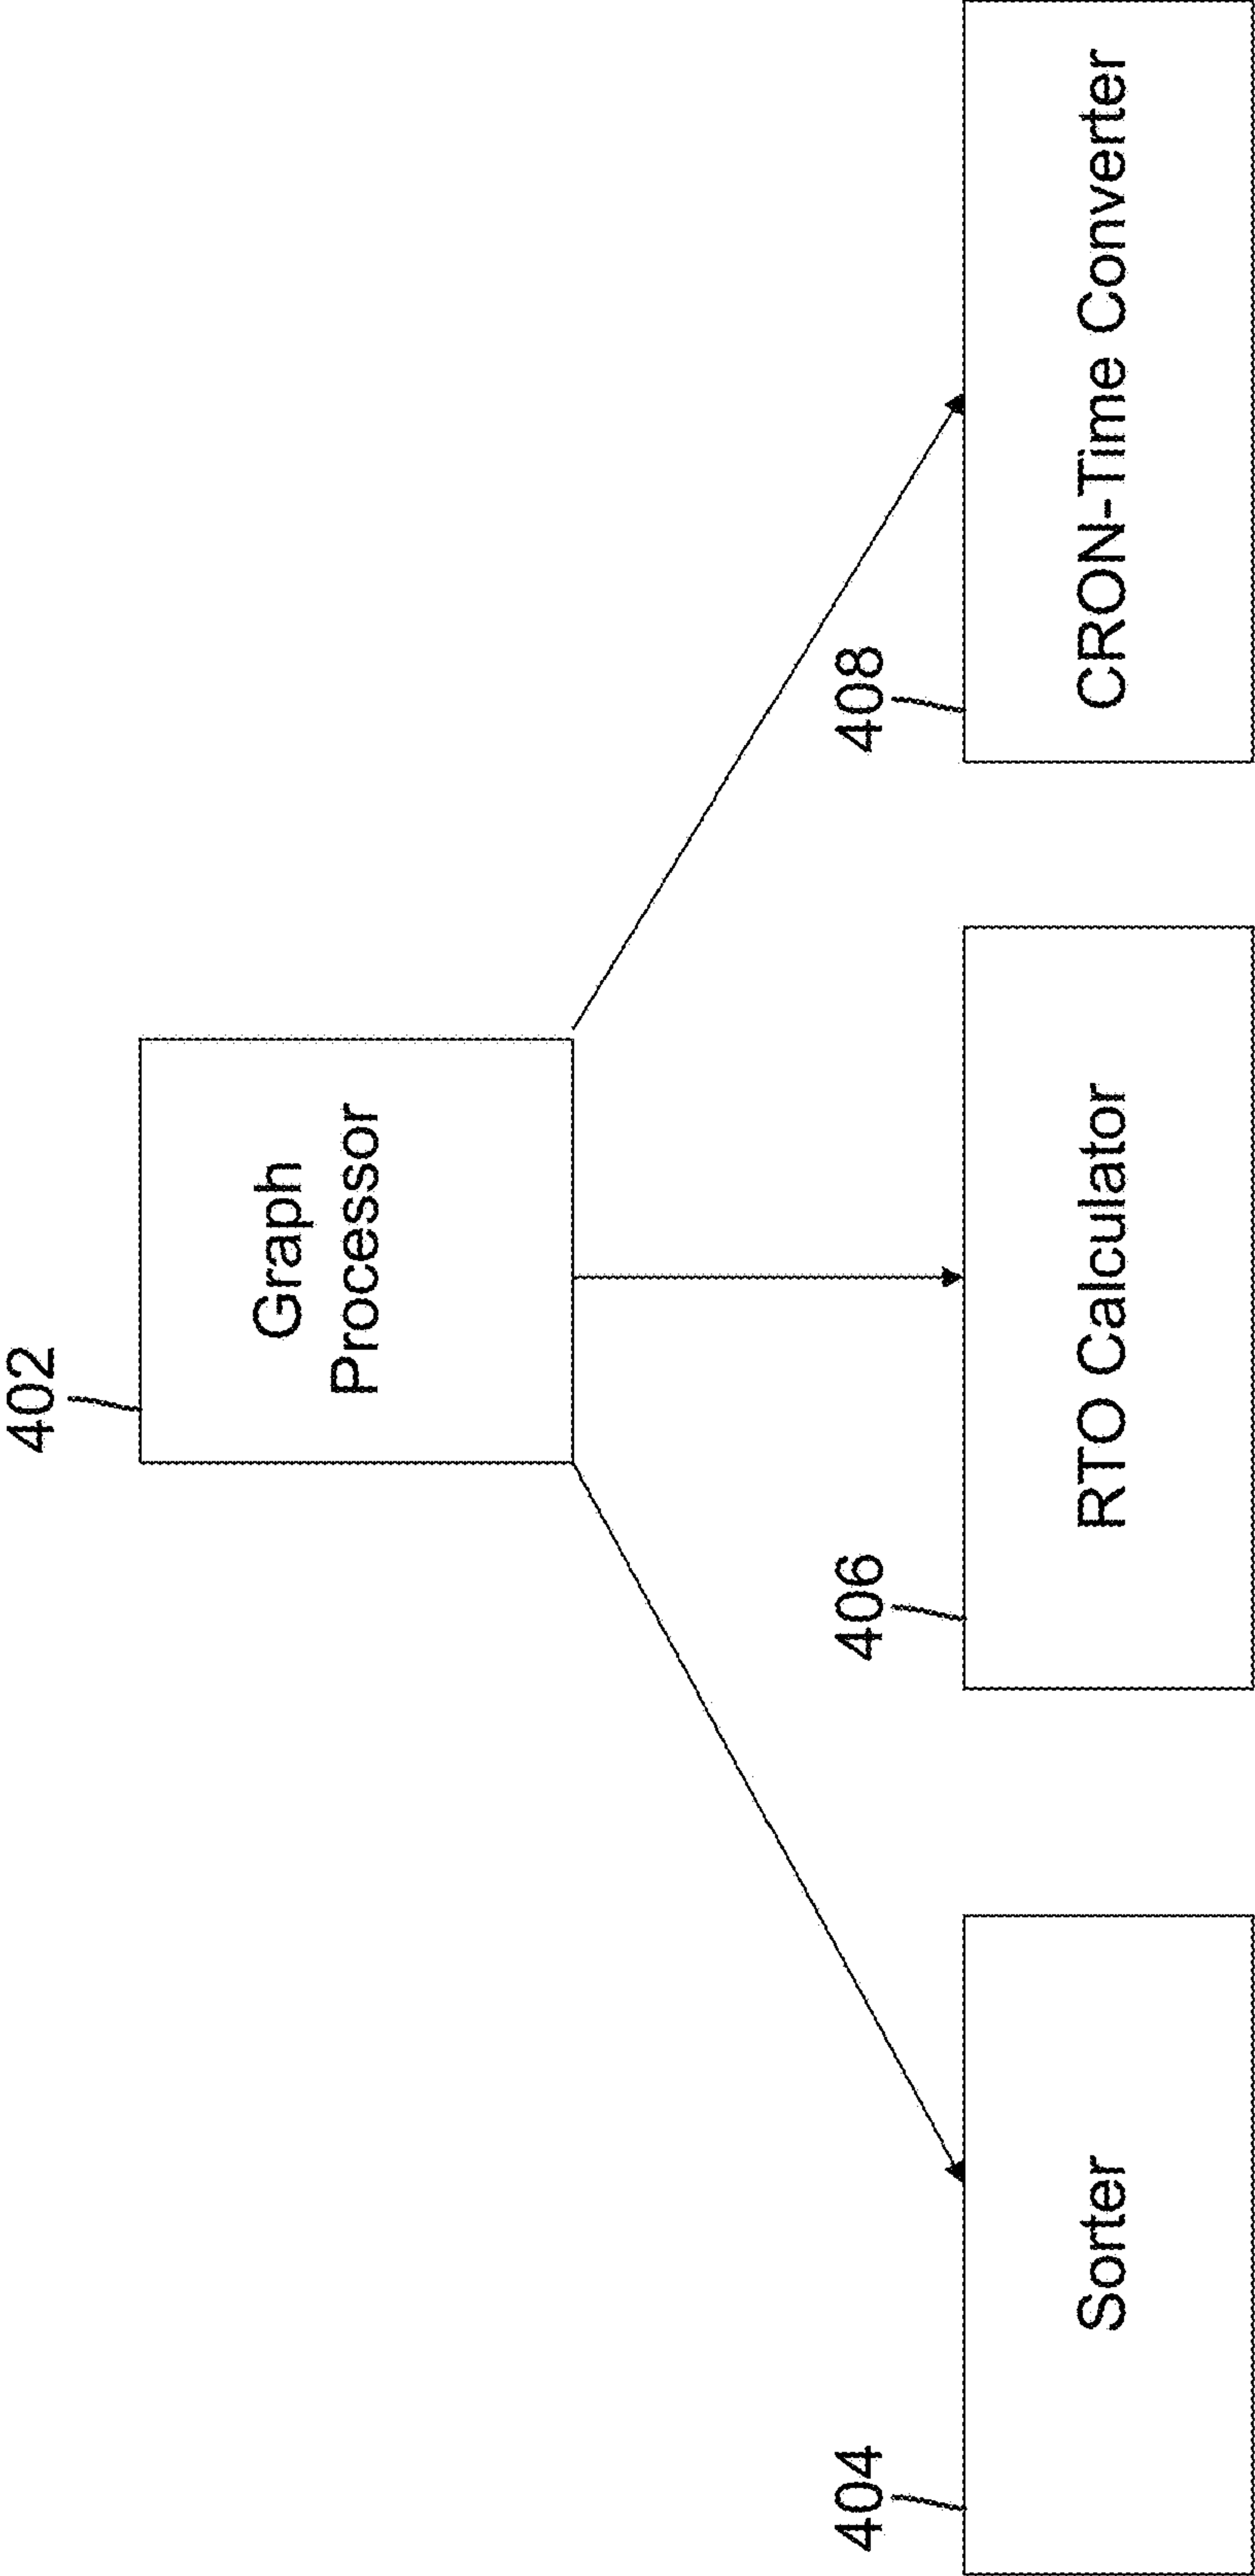 402
Graph
Processor
404
Sorter
406
RTO Calculator
408
CRON-Time Converter